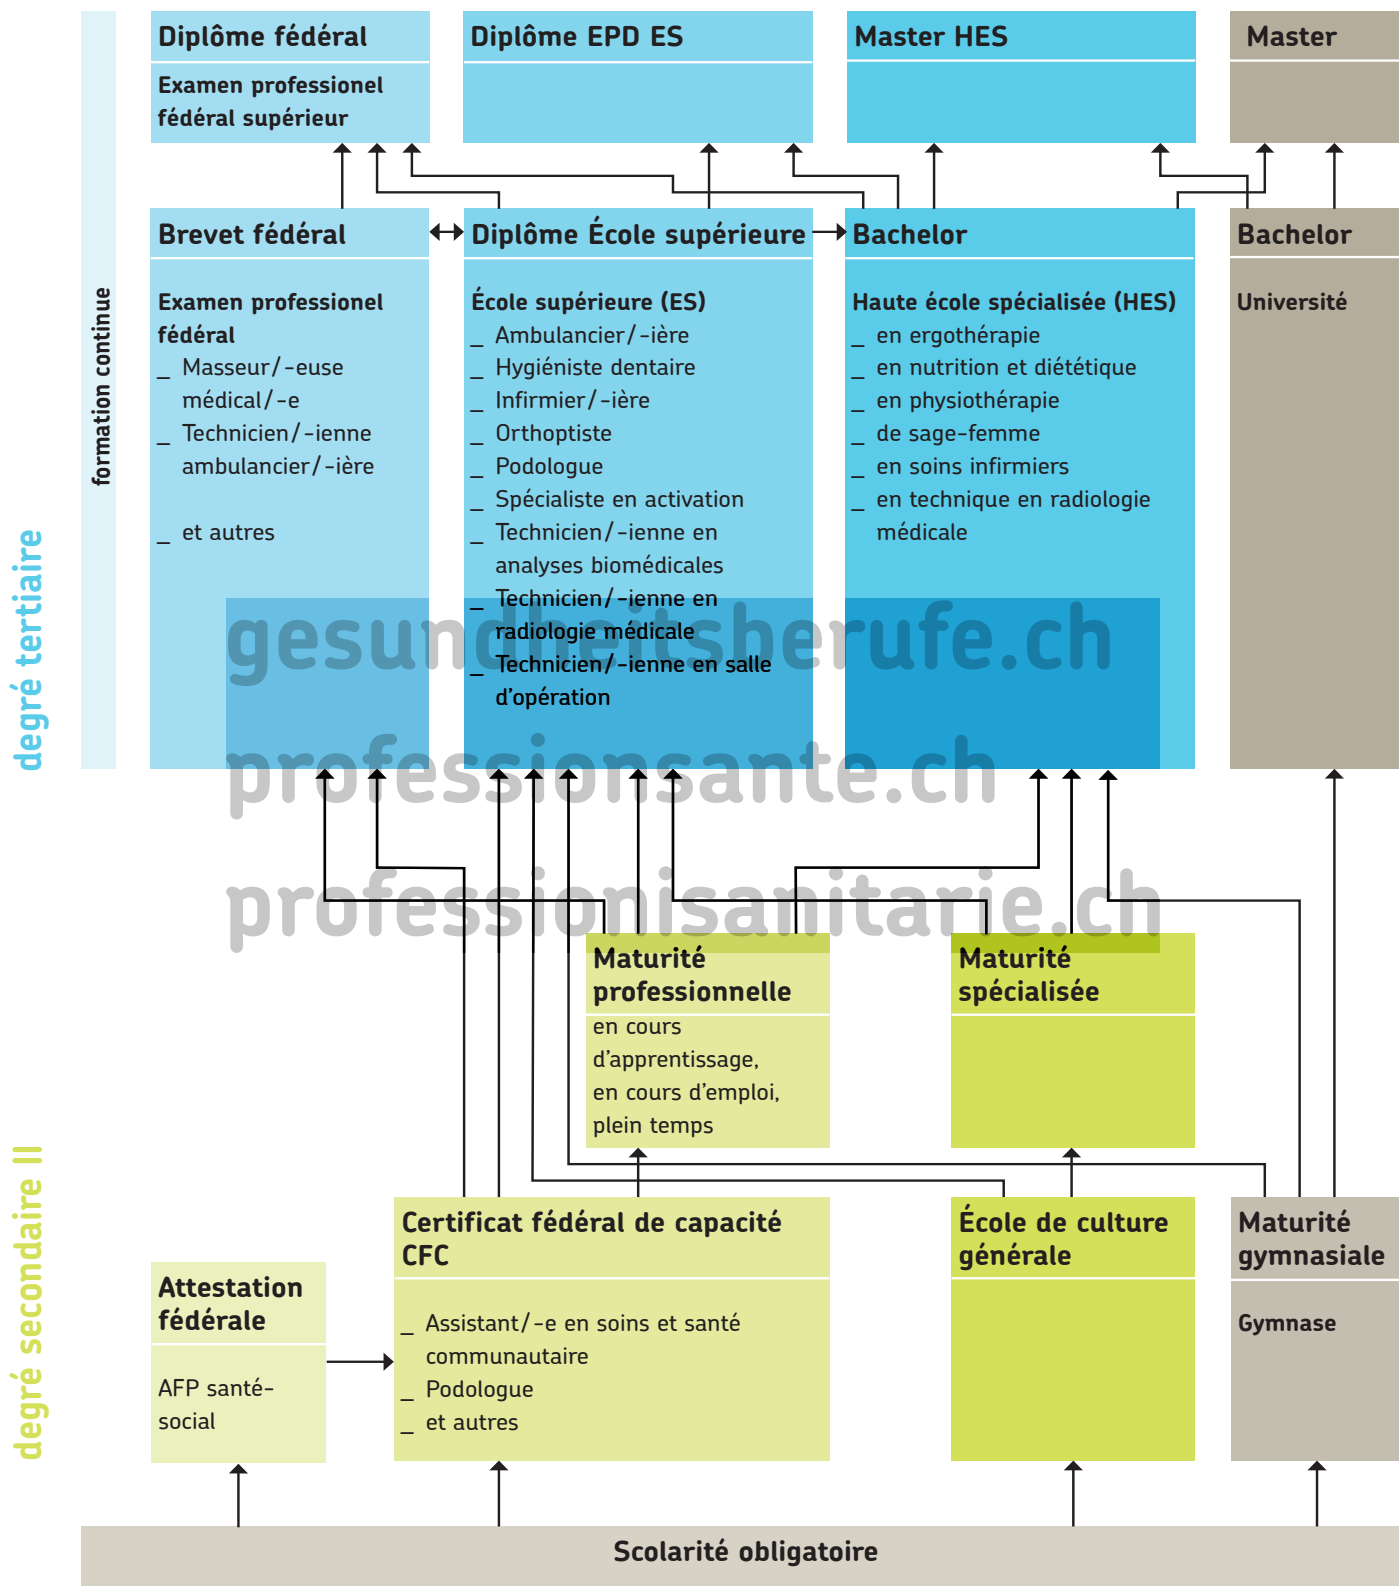 Diplôme fédéral
Examen professionel
fédéral supérieur
Diplôme EPD ES
Master HES
Master
formation continue
degré tertiaire
Brevet fédéral
Examen professionel
fédéral
_ Masseur/-euse
médical/-e
_ Technicien/-ienne
ambulancier/-ière
_ et autres
Diplôme École supérieure
École supérieure (ES)
_ Ambulancier/-ière
_ Hygiéniste dentaire
_ Infirmier/-ière
_ Orthoptiste
_ Podologue
_ Spécialiste en activation
_ Technicien/-ienne en
analyses biomédicales
_ Technicien/-ienne en
radiologie médicale
_ Technicien/-ienne en salle
d'opération
Bachelor
Haute école spécialisée (HES)
_ en ergothérapie
_ en nutrition et diététique
_ en physiothérapie
_ de sage-femme
_ en soins infirmiers
_ en technique en radiologie
médicale
Bachelor
Université
gesundheitsberufe.ch
professionsante.ch
professionisanitarie.ch
degré secondaire II
Maturité
professionnelle
en cours
d'apprentissage,
en cours d'emploi,
plein temps
Maturité
spécialisée
Attestation
fédérale
AFP santé-
social
Certificat fédéral de capacité
CFC
_ Assistant/-e en soins et santé
communautaire
_ Podologue
_ et autres
École de culture
générale
Maturité
gymnasiale
Gymnase
Scolarité obligatoire